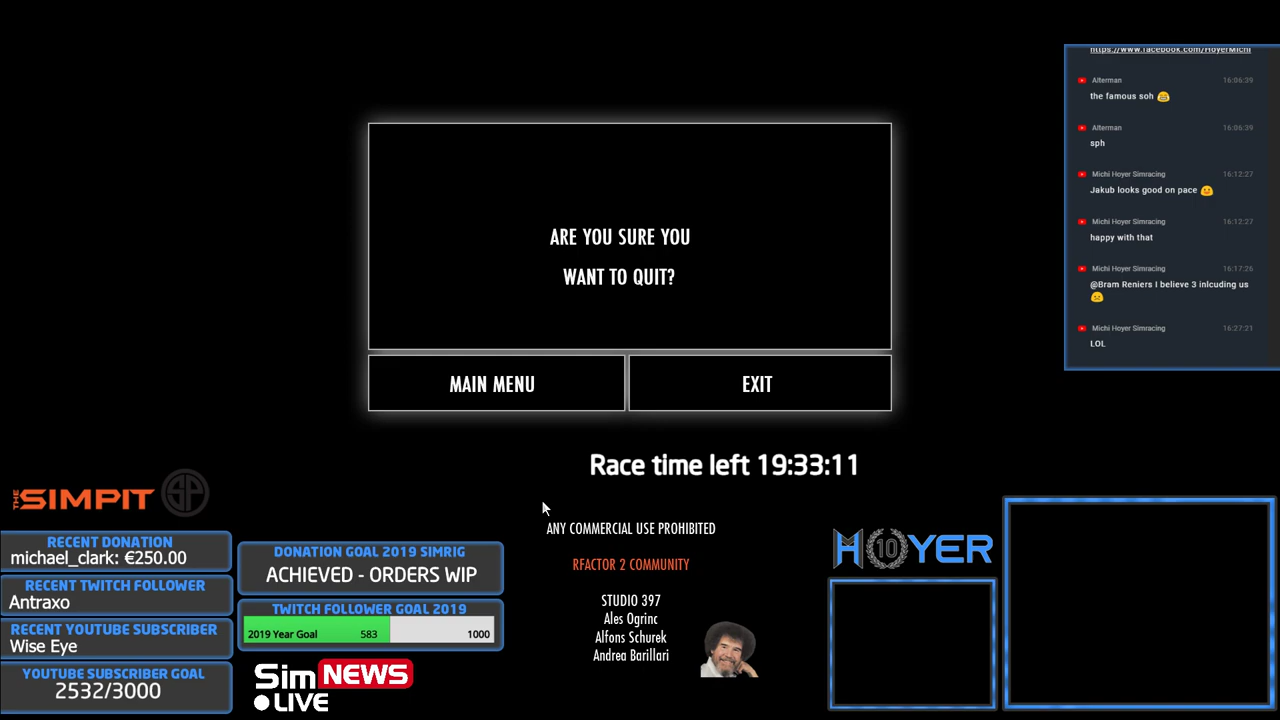 https://www.facebook.com/HoyerMichi
Alterman 16:06:39
the famous soh
Alterman 16:06:39
sph
Michi Hoyer Simracing 16:12:27
Jakub looks good on pace
Michi Hoyer Simracing 16:12:27
happy with that
Michi Hoyer Simracing 16:17:26
@Bram Reniers I believe 3 inlcuding us
Michi Hoyer Simracing 16:27:21
LOL
ARE YOU SURE YOU
WANT TO QUIT?
MAIN MENU
EXIT
Race time left 19:33:11
THE SIMPIT SP
RECENT DONATION
michael_clark: €250.00
RECENT TWITCH FOLLOWER
Antraxo
RECENT YOUTUBE SUBSCRIBER
Wise Eye
YOUTUBE SUBSCRIBER GOAL
2532/3000
DONATION GOAL 2019 SIMRIG
ACHIEVED - ORDERS WIP
TWITCH FOLLOWER GOAL 2019
2019 Year Goal 583 1000
Sim NEWS
LIVE
ANY COMMERCIAL USE PROHIBITED
RFACTOR 2 COMMUNITY
STUDIO 397
Ales Ogrinc
Alfons Schurek
Andrea Barillari
H10YER